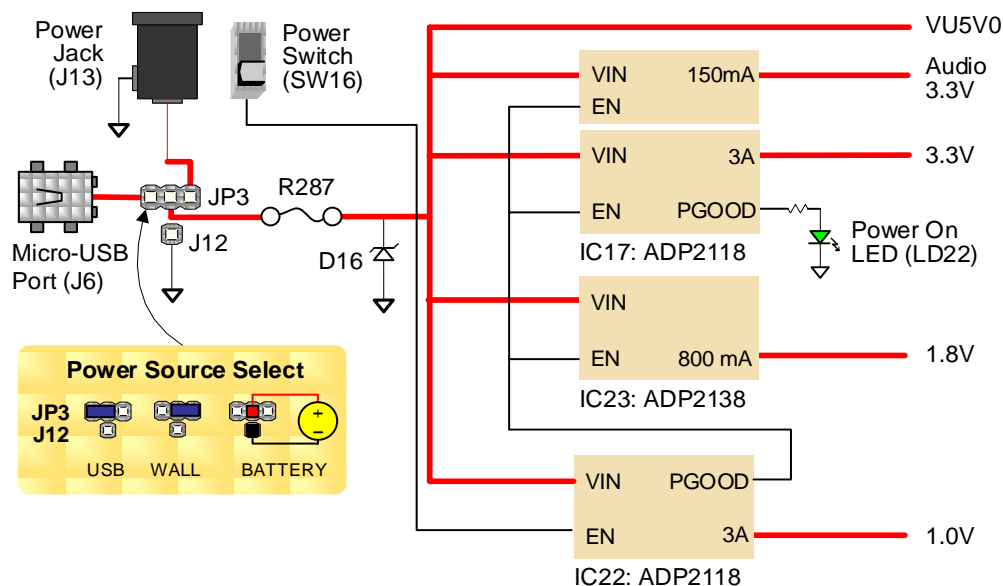 Power
Jack
(J13)
Power
Switch
(SW16)
VU5V0
VIN
150mA
Audio
3.3V
EN
VIN
3A
3.3V
EN
PGOOD
Power On
LED (LD22)
IC17: ADP2118
JP3
R287
J12
Micro-USB
Port (J6)
D16
VIN
EN
800 mA
1.8V
IC23: ADP2138
Power Source Select
JP3
J12
+
–
USB
WALL
BATTERY
VIN
PGOOD
EN
3A
1.0V
IC22: ADP2118